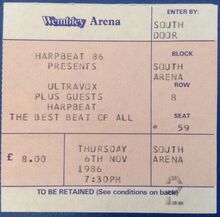 Wembley Arena
ENTER BY:
SOUTH
DOOR
HARPBEAT 86
PRESENTS
BLOCK
SOUTH
ARENA
ULTRAVOX
PLUS GUESTS
HARPBEAT
THE BEST BEAT OF ALL
ROW
8
SEAT
59
£ 8.00
THURSDAY
6TH NOV
1986
7:30PM
SOUTH
ARENA
TO BE RETAINED (See conditions on back)